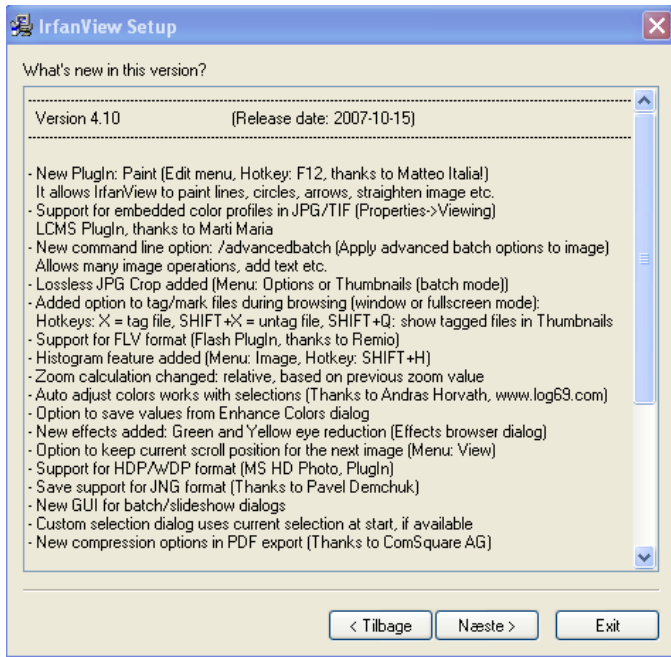 IrfanView Setup
What's new in this version?
Version 4.10 (Release date: 2007-10-15)
- New PlugIn: Paint (Edit menu, Hotkey: F12, thanks to Matteo Italia!)
It allows IrfanView to paint lines, circles, arrows, straighten image etc.
- Support for embedded color profiles in JPG/TIF (Properties->Viewing)
LCMS PlugIn, thanks to Marti Maria
- New command line option: /advancedbatch (Apply advanced batch options to image)
Allows many image operations, add text etc.
- Lossless JPG Crop added (Menu: Options or Thumbnails (batch mode))
- Added option to tag/mark files during browsing (window or fullscreen mode):
Hotkeys: X = tag file, SHIFT+X = untag file, SHIFT+Q: show tagged files in Thumbnails
- Support for FLV format (Flash PlugIn, thanks to Remio)
- Histogram feature added (Menu: Image, Hotkey: SHIFT+H)
- Zoom calculation changed: relative, based on previous zoom value
- Auto adjust colors works with selections (Thanks to Andras Horvath, www.log69.com)
- Option to save values from Enhance Colors dialog
- New effects added: Green and Yellow eye reduction (Effects browser dialog)
- Option to keep current scroll position for the next image (Menu: View)
- Support for HDP/WDP format (MS HD Photo, PlugIn)
- Save support for JNG format (Thanks to Pavel Demchuk)
- New GUI for batch/slideshow dialogs
- Custom selection dialog uses current selection at start, if available
- New compression options in PDF export (Thanks to ComSquare AG)
< Tilbage Næste > Exit